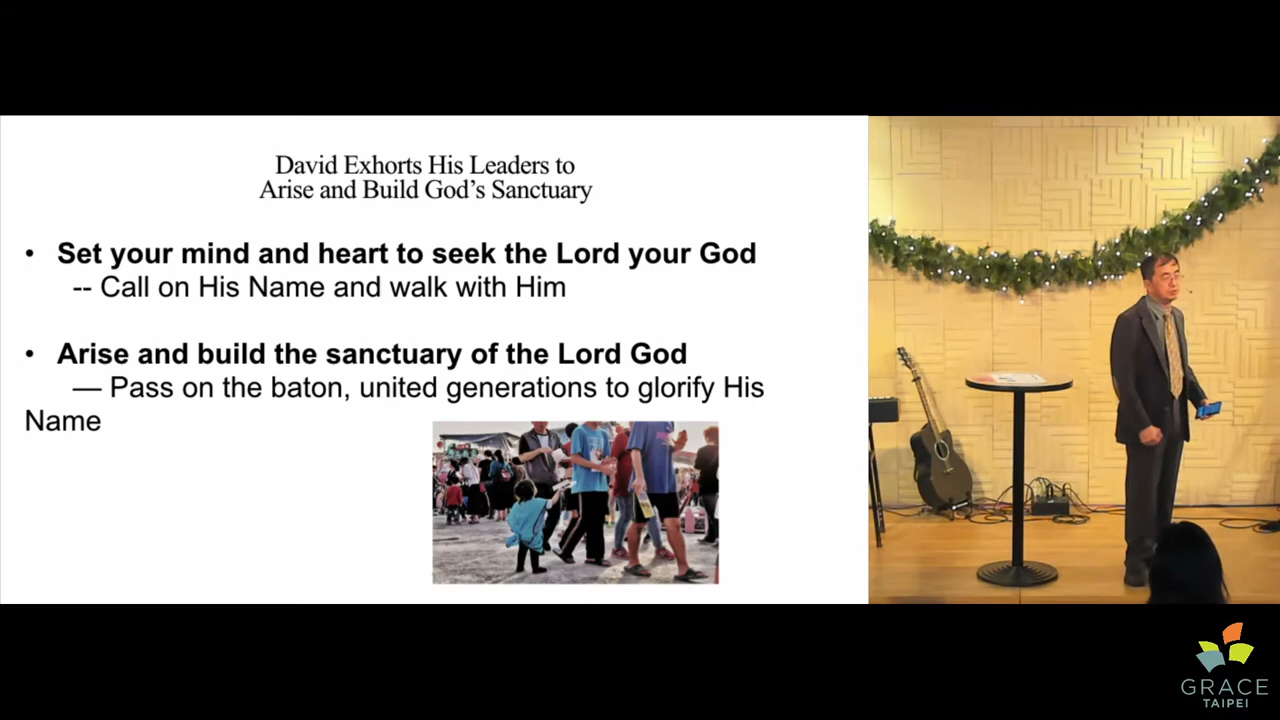 David Exhorts His Leaders to
Arise and Build God's Sanctuary
• Set your mind and heart to seek the Lord your God
-- Call on His Name and walk with Him
• Arise and build the sanctuary of the Lord God
— Pass on the baton, united generations to glorify His
Name
GRACE
TAIPEI